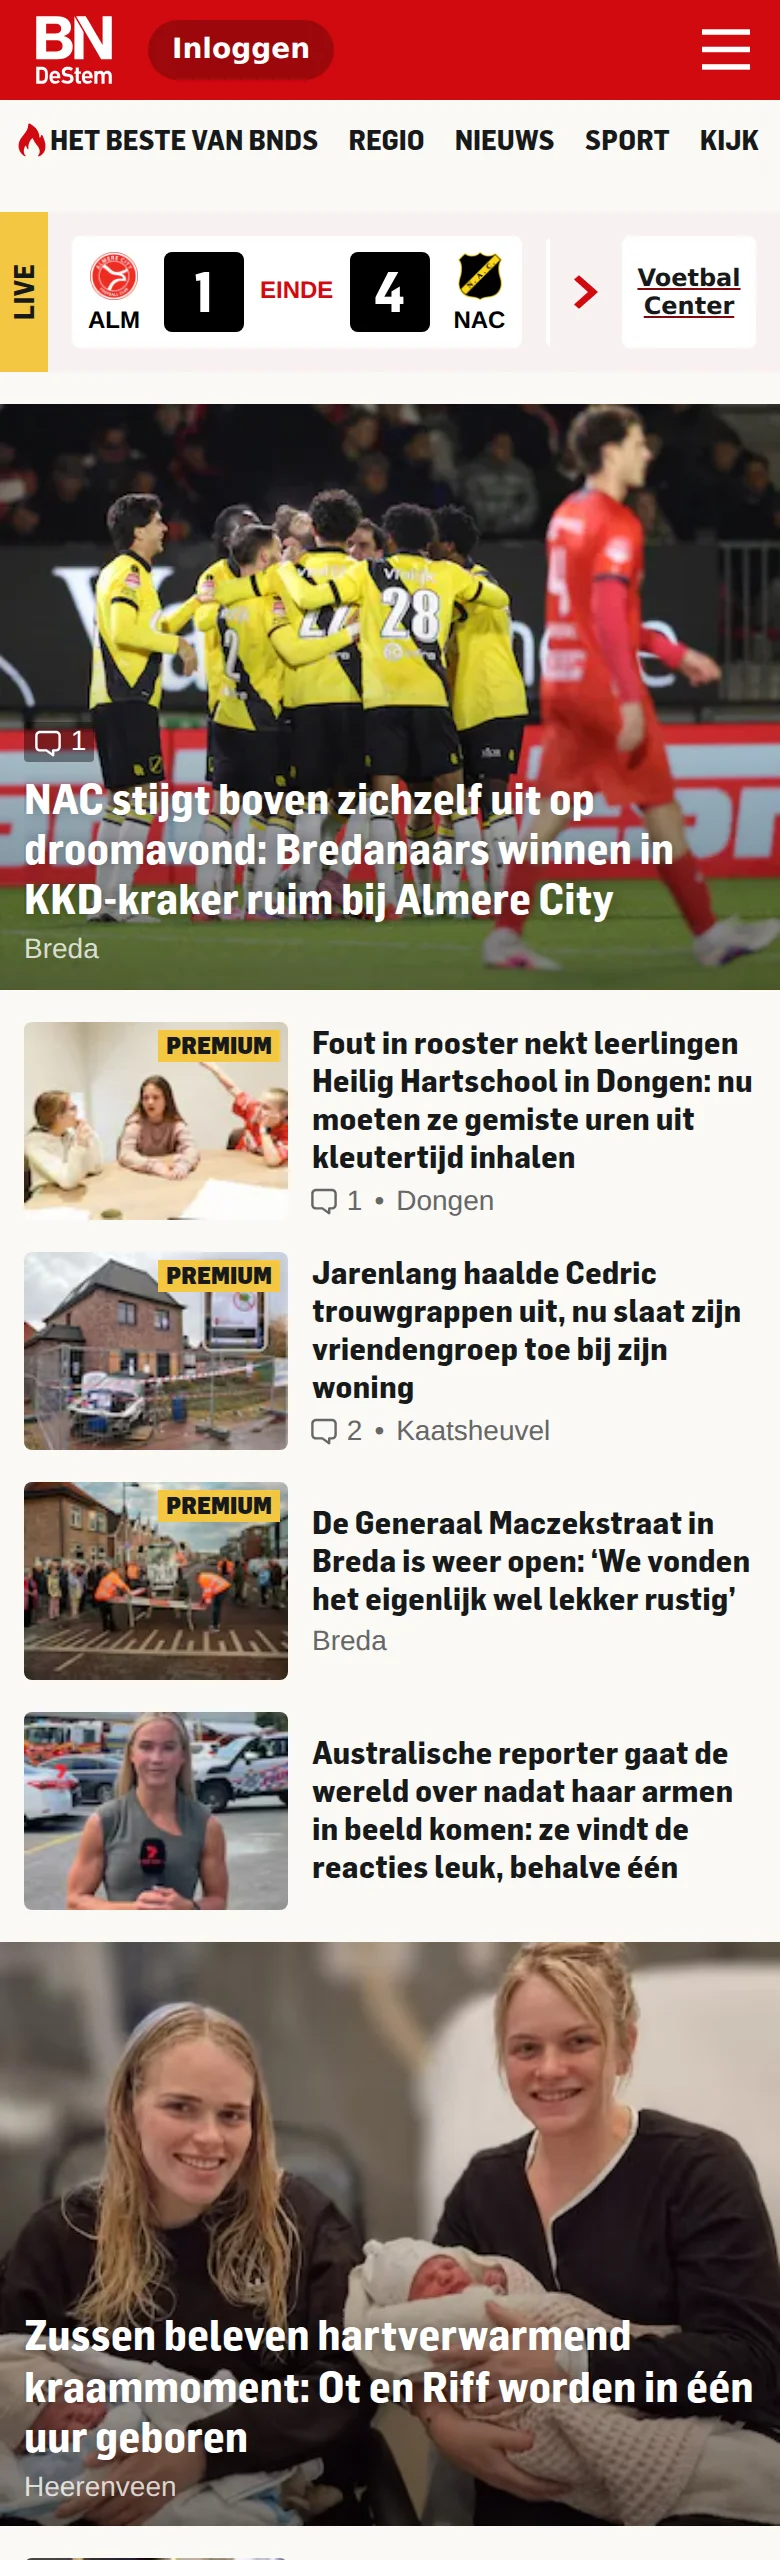 BN
DeStem
Inloggen
HET BESTE VAN BNDS REGIO NIEUWS SPORT KIJK
LIVE
ALM
1
EINDE
4
NAC
Voetbal
Center
28
1
NAC stijgt boven zichzelf uit op
droomavond: Bredanaars winnen in
KKD-kraker ruim bij Almere City
Breda
PREMIUM
Fout in rooster nekt leerlingen
Heilig Hartschool in Dongen: nu
moeten ze gemiste uren uit
kleutertijd inhalen
1 • Dongen
PREMIUM
Jarenlang haalde Cedric
trouwgrappen uit, nu slaat zijn
vriendengroep toe bij zijn
woning
2 • Kaatsheuvel
PREMIUM
De Generaal Maczekstraat in
Breda is weer open: ‘We vonden
het eigenlijk wel lekker rustig’
Breda
Australische reporter gaat de
wereld over nadat haar armen
in beeld komen: ze vindt de
reacties leuk, behalve één
Zussen beleven hartverwarmend
kraammoment: Ot en Riff worden in één
uur geboren
Heerenveen